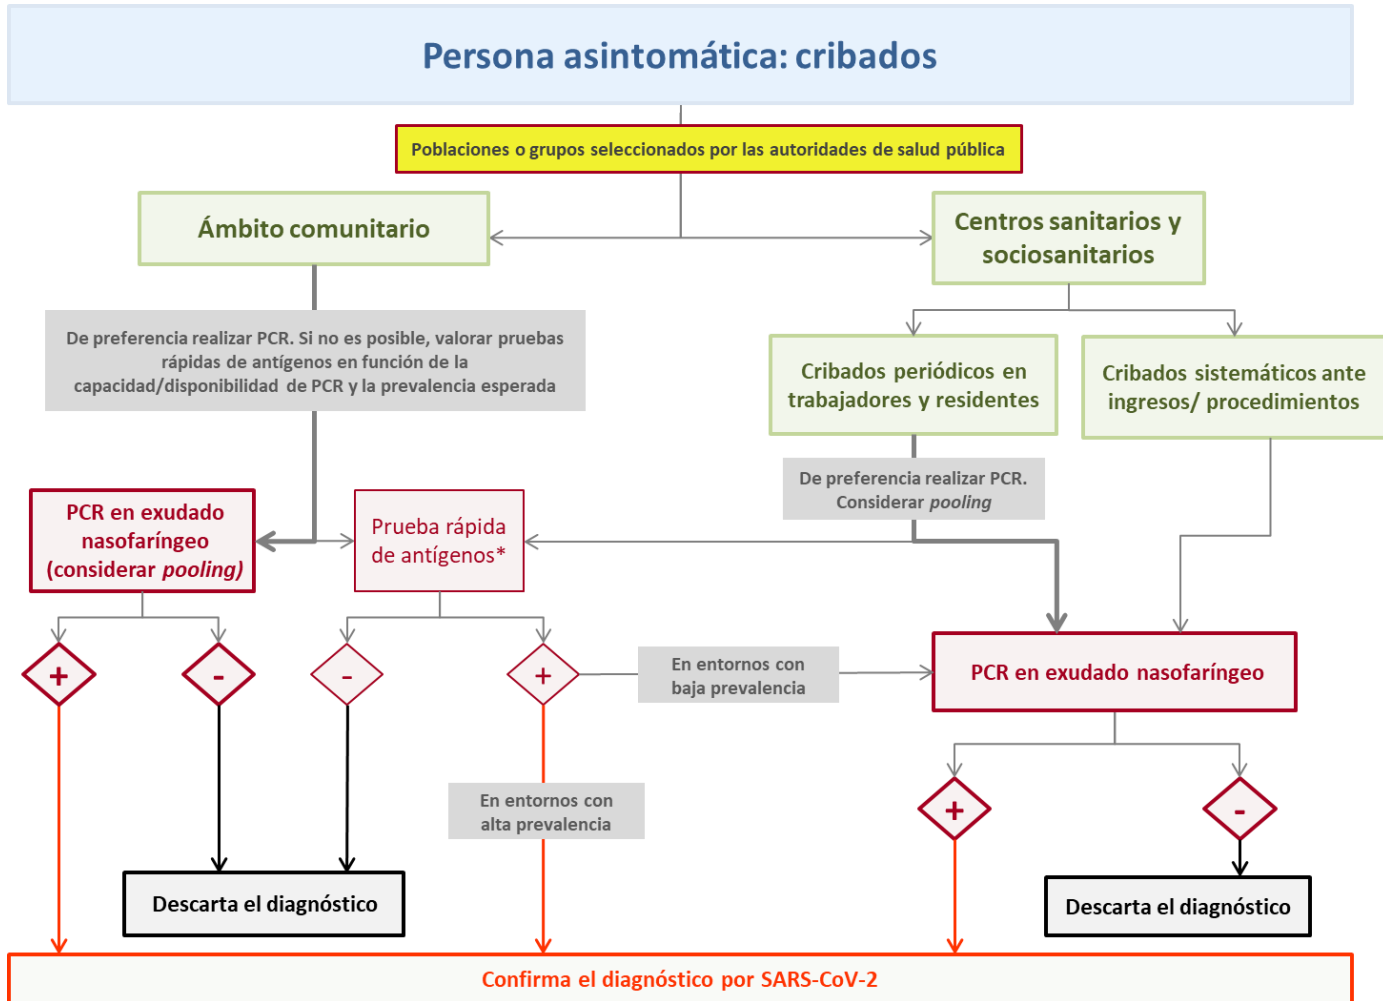 Persona asintomática: cribados
Poblaciones o grupos seleccionados por las autoridades de salud pública
Ámbito comunitario
Centros sanitarios y
sociosanitarios
De preferencia realizar PCR. Si no es posible, valorar pruebas
rápidas de antígenos en función de la
capacidad/disponibilidad de PCR y la prevalencia esperada
Cribados periódicos en
trabajadores y residentes
Cribados sistemáticos ante
ingresos/ procedimientos
De preferencia realizar PCR.
Considerar pooling
PCR en exudado
nasofaríngeo
(considerar pooling)
Prueba rápida
de antígenos*
+
-
-
+
En entornos con
baja prevalencia
PCR en exudado nasofaríngeo
En entornos con
alta prevalencia
+
-
Descarta el diagnóstico
Descarta el diagnóstico
Confirma el diagnóstico por SARS-CoV-2